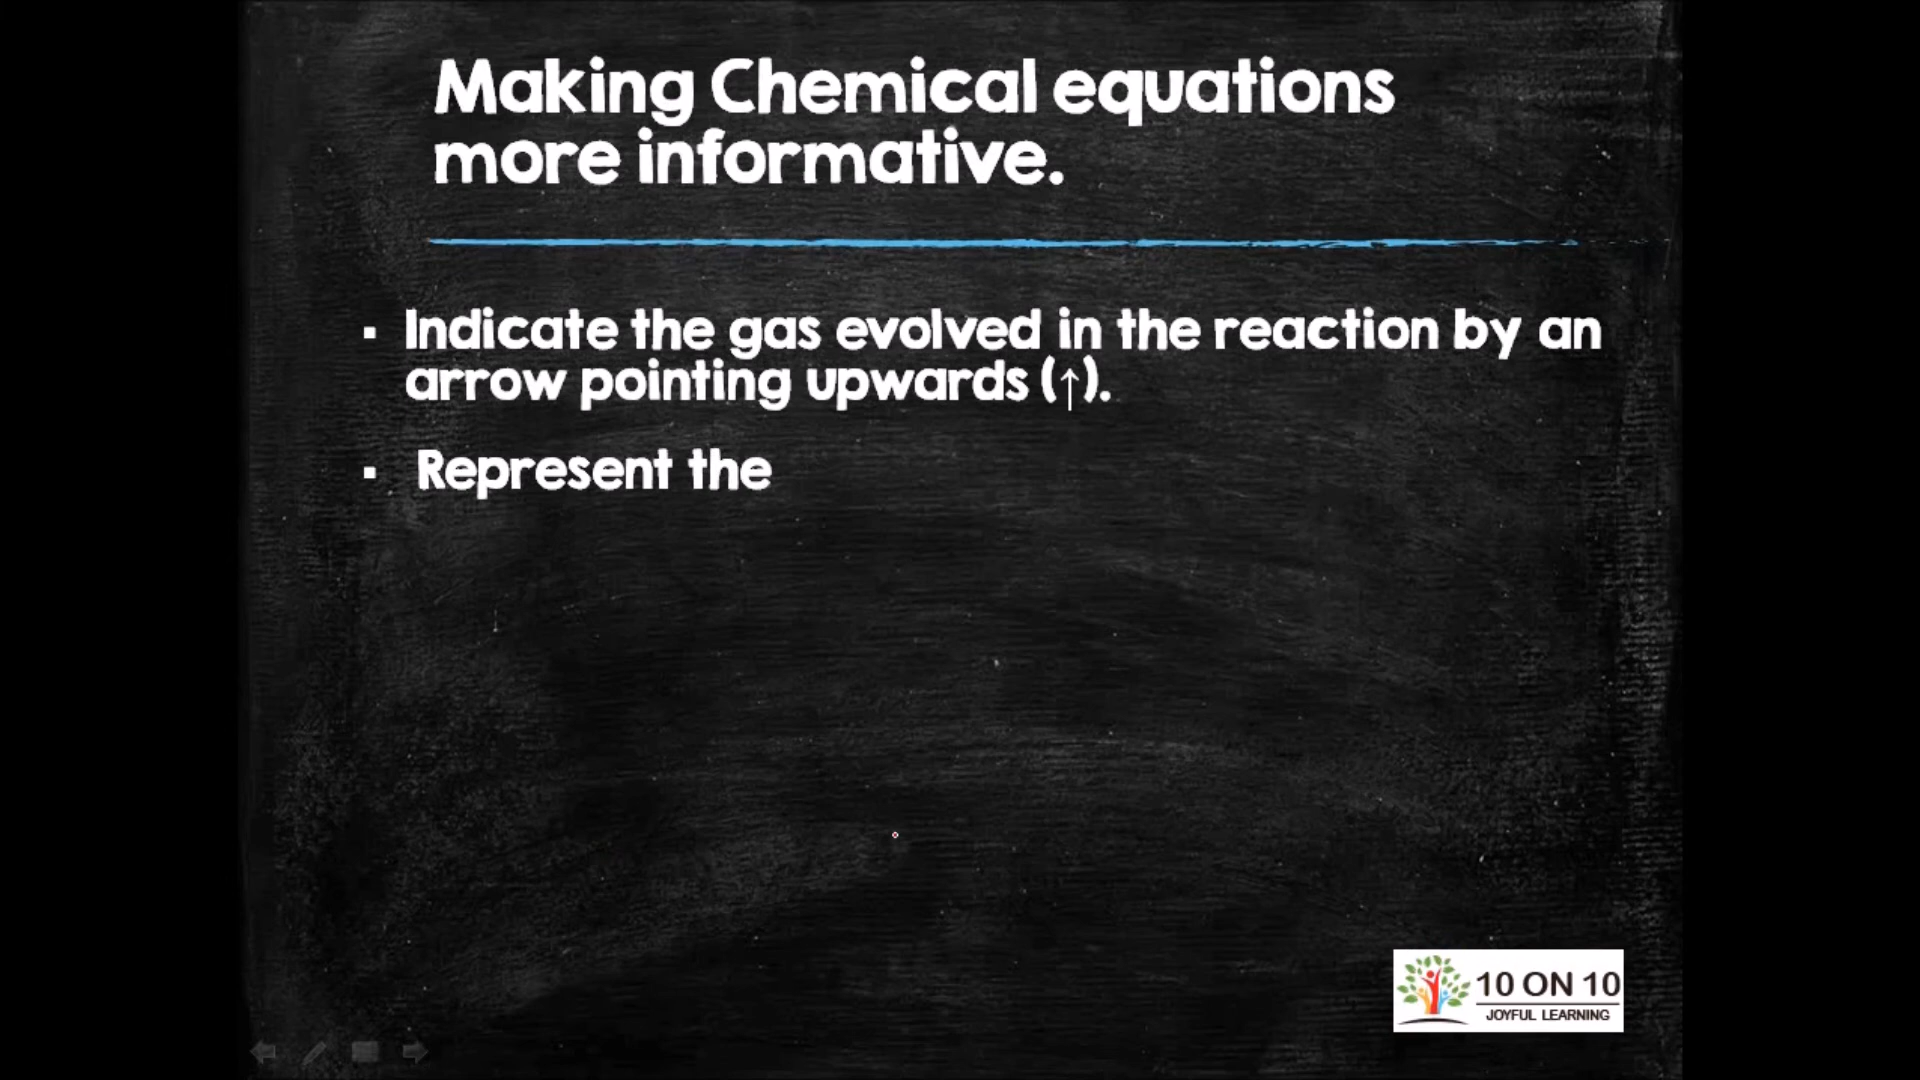 Making Chemical equations
more informative.
▪ Indicate the gas evolved in the reaction by an
arrow pointing upwards (↑).
▪ Represent the
10 ON 10
JOYFUL LEARNING